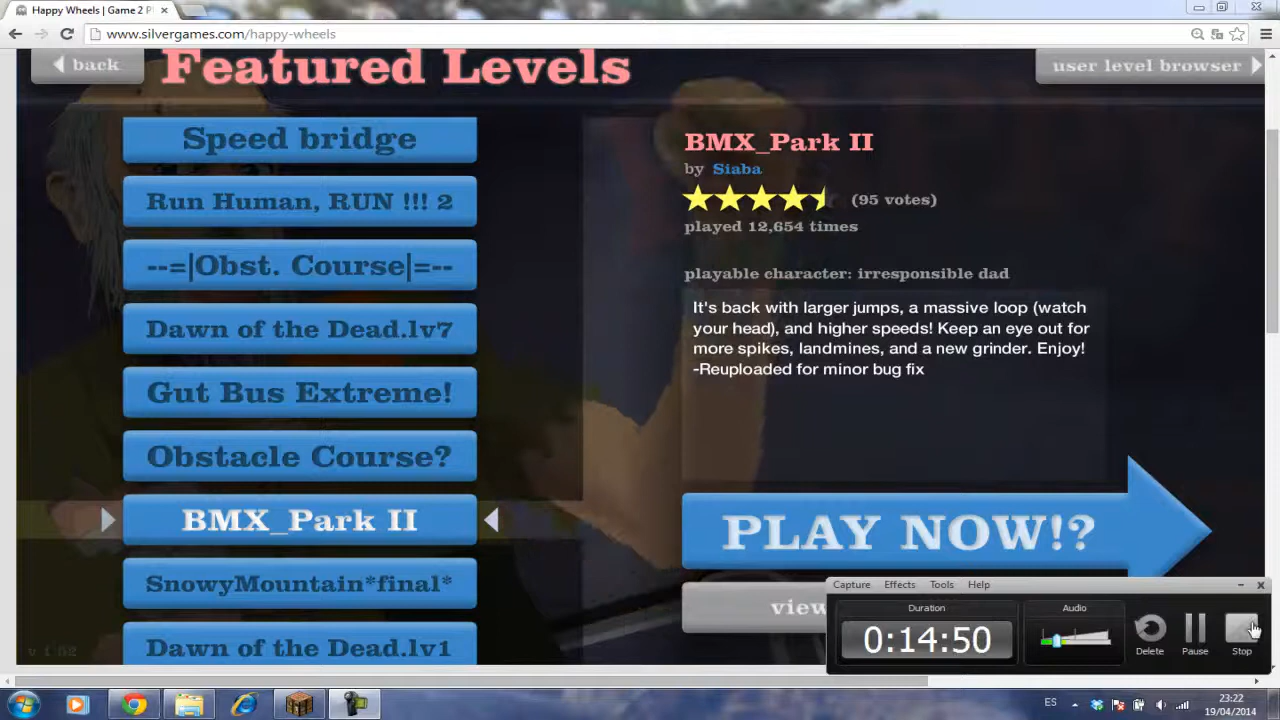 Happy Wheels | Game 2 P
www.silvergames.com/happy-wheels
back
Featured Levels
user level browser
Speed bridge
Run Human, RUN !!! 2
--=|Obst. Course|=--
Dawn of the Dead.lv7
Gut Bus Extreme!
Obstacle Course?
BMX_Park II
SnowyMountain*final*
Dawn of the Dead.lv1
v 1.52
BMX_Park II
by Siaba
(95 votes)
played 12,654 times
playable character: irresponsible dad
It's back with larger jumps, a massive loop (watch
your head), and higher speeds! Keep an eye out for
more spikes, landmines, and a new grinder. Enjoy!
-Reuploaded for minor bug fix
PLAY NOW!?
view
Capture Effects Tools Help
Duration
0:14:50
Audio
Delete
Pause
Stop
ES
23:22
19/04/2014